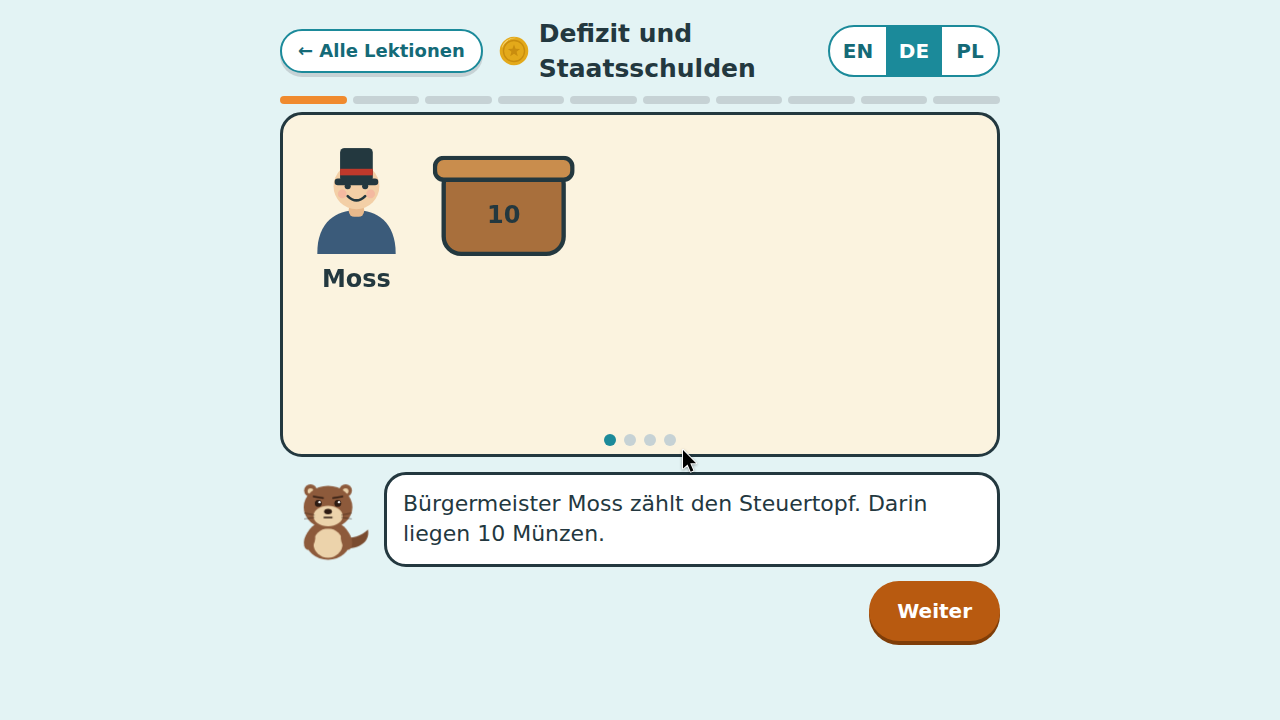 ← Alle Lektionen
Defizit und
Staatsschulden
EN DE PL
10
Moss
Bürgermeister Moss zählt den Steuertopf. Darin
liegen 10 Münzen.
Weiter